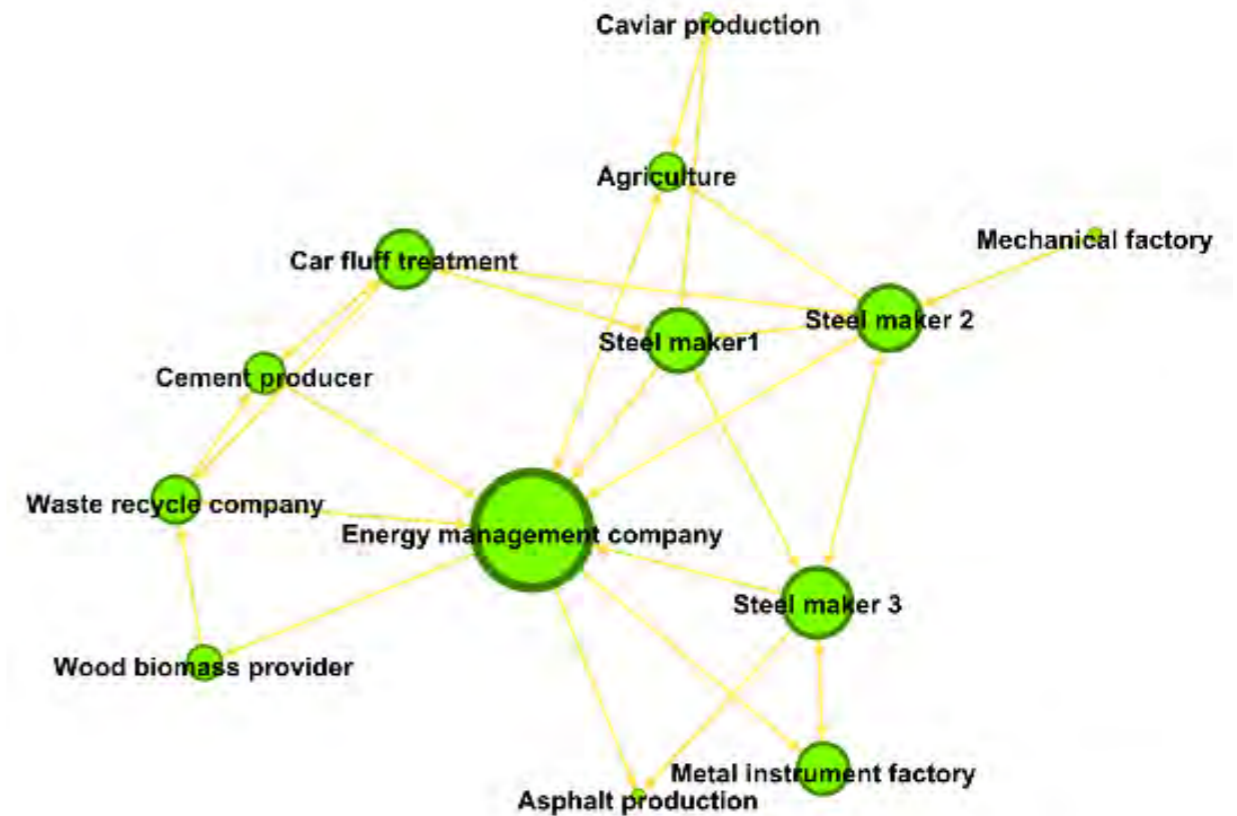 Caviar production
Agriculture
Mechanical factory
Car fluff treatment
Steel maker 2
Steel maker1
Cement producer
Waste recycle company
Energy management company
Steel maker 3
Wood biomass provider
Metal instrument factory
Asphalt production